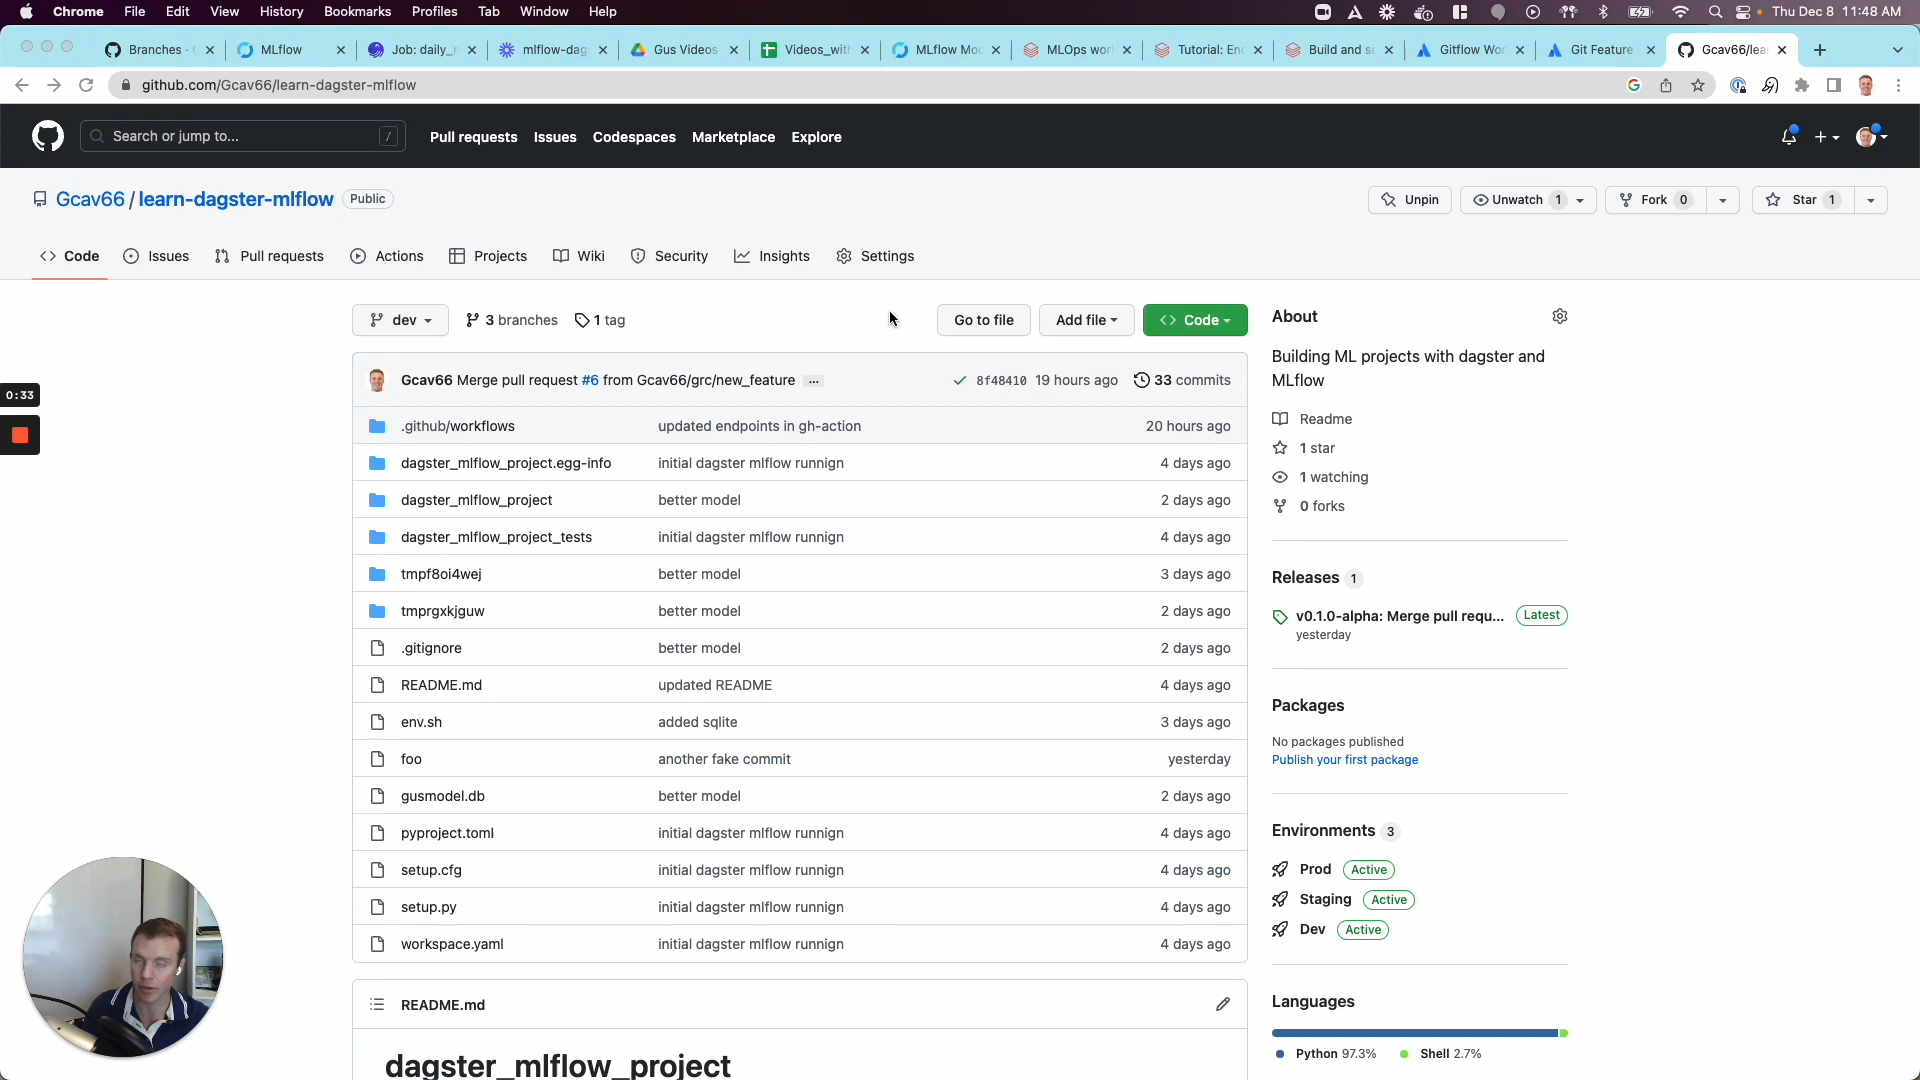 Chrome File Edit View History Bookmarks Profiles Tab Window Help Thu Dec 8 11:48 AM
Branches · MLflow Job: daily_ mlflow-dag Gus Videos Videos_wit MLflow Mo MLOps wor Tutorial: En Build and s Gitflow Wor Git Feature Gcav66/lea
github.com/Gcav66/learn-dagster-mlflow
Search or jump to... / Pull requests Issues Codespaces Marketplace Explore
Gcav66 / learn-dagster-mlflow Public Unpin Unwatch 1 Fork 0 Star 1
Code Issues Pull requests Actions Projects Wiki Security Insights Settings
dev 3 branches 1 tag Go to file Add file Code
Gcav66 Merge pull request #6 from Gcav66/grc/new_feature ... 8f48410 19 hours ago 33 commits
.github/workflows updated endpoints in gh-action 20 hours ago
dagster_mlflow_project.egg-info initial dagster mlflow runnign 4 days ago
dagster_mlflow_project better model 2 days ago
dagster_mlflow_project_tests initial dagster mlflow runnign 4 days ago
tmpf8oi4wej better model 3 days ago
tmprgxkjguw better model 2 days ago
.gitignore better model 2 days ago
README.md updated README 4 days ago
env.sh added sqlite 3 days ago
foo another fake commit yesterday
gusmodel.db better model 2 days ago
pyproject.toml initial dagster mlflow runnign 4 days ago
setup.cfg initial dagster mlflow runnign 4 days ago
setup.py initial dagster mlflow runnign 4 days ago
workspace.yaml initial dagster mlflow runnign 4 days ago
README.md
dagster_mlflow_project
About
Building ML projects with dagster and
MLflow
Readme
1 star
1 watching
0 forks
Releases 1
v0.1.0-alpha: Merge pull requ... Latest
yesterday
Packages
No packages published
Publish your first package
Environments 3
Prod Active
Staging Active
Dev Active
Languages
Python 97.3% Shell 2.7%
0:33